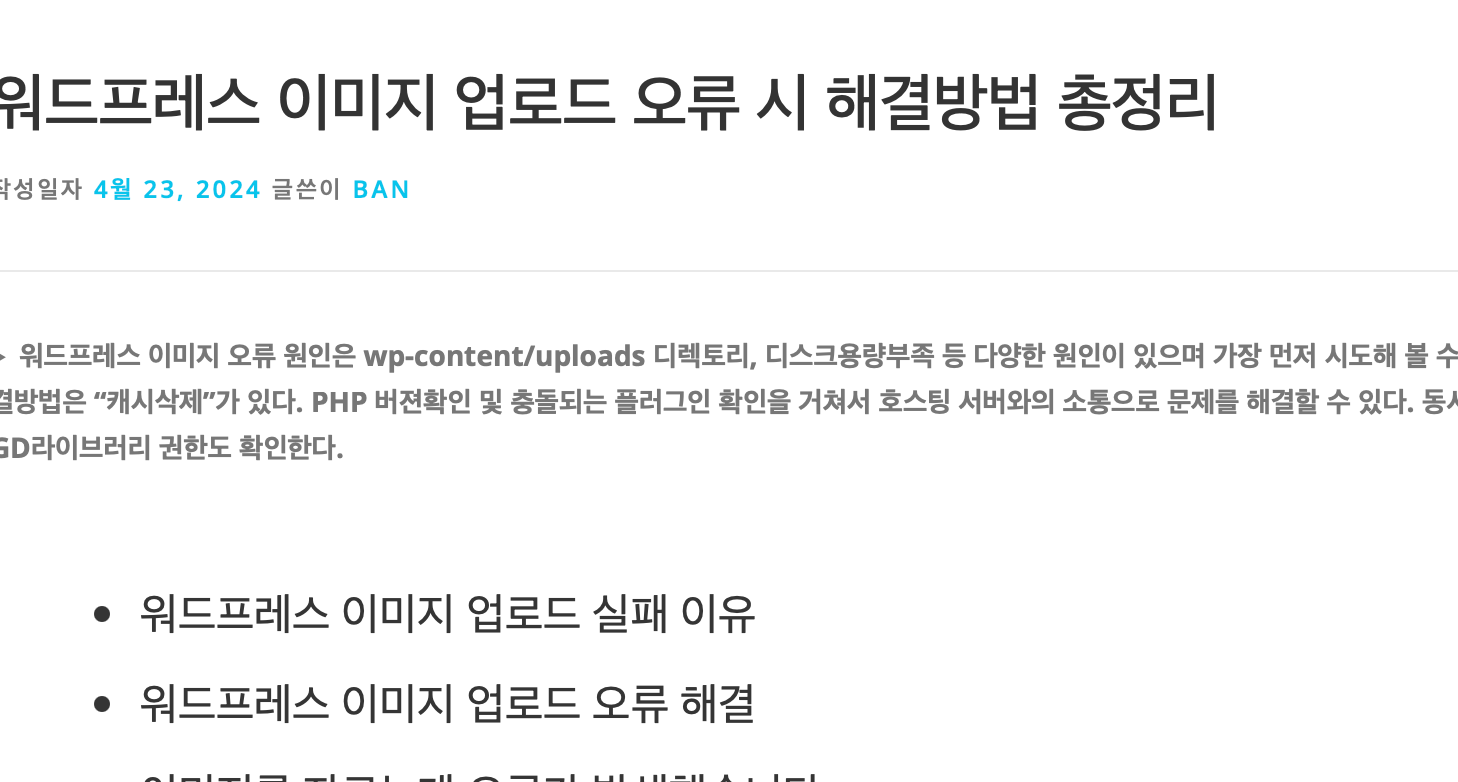 워드프레스 이미지 업로드 오류 시 해결방법 총정리
작성일자 4월 23, 2024 글쓴이 BAN
워드프레스 이미지 오류 원인은 wp-content/uploads 디렉토리, 디스크용량부족 등 다양한 원인이 있으며 가장 먼저 시도해 볼 수
결방법은 “캐시삭제”가 있다. PHP 버젼확인 및 충돌되는 플러그인 확인을 거쳐서 호스팅 서버와의 소통으로 문제를 해결할 수 있다.
GD라이브러리 권한도 확인한다.
• 워드프레스 이미지 업로드 실패 이유
• 워드프레스 이미지 업로드 오류 해결